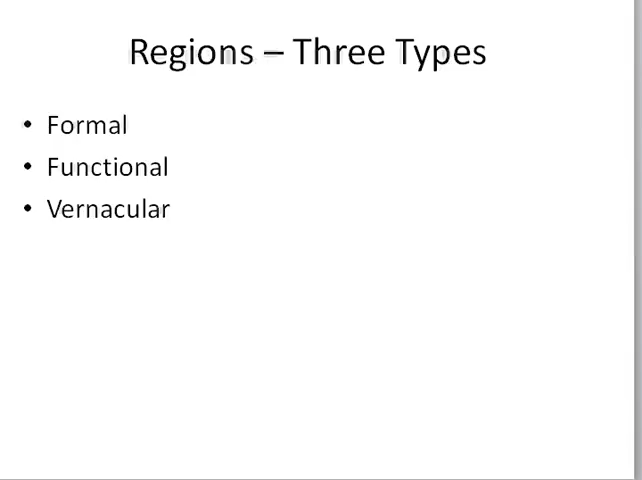 Regions – Three Types
• Formal
• Functional
• Vernacular